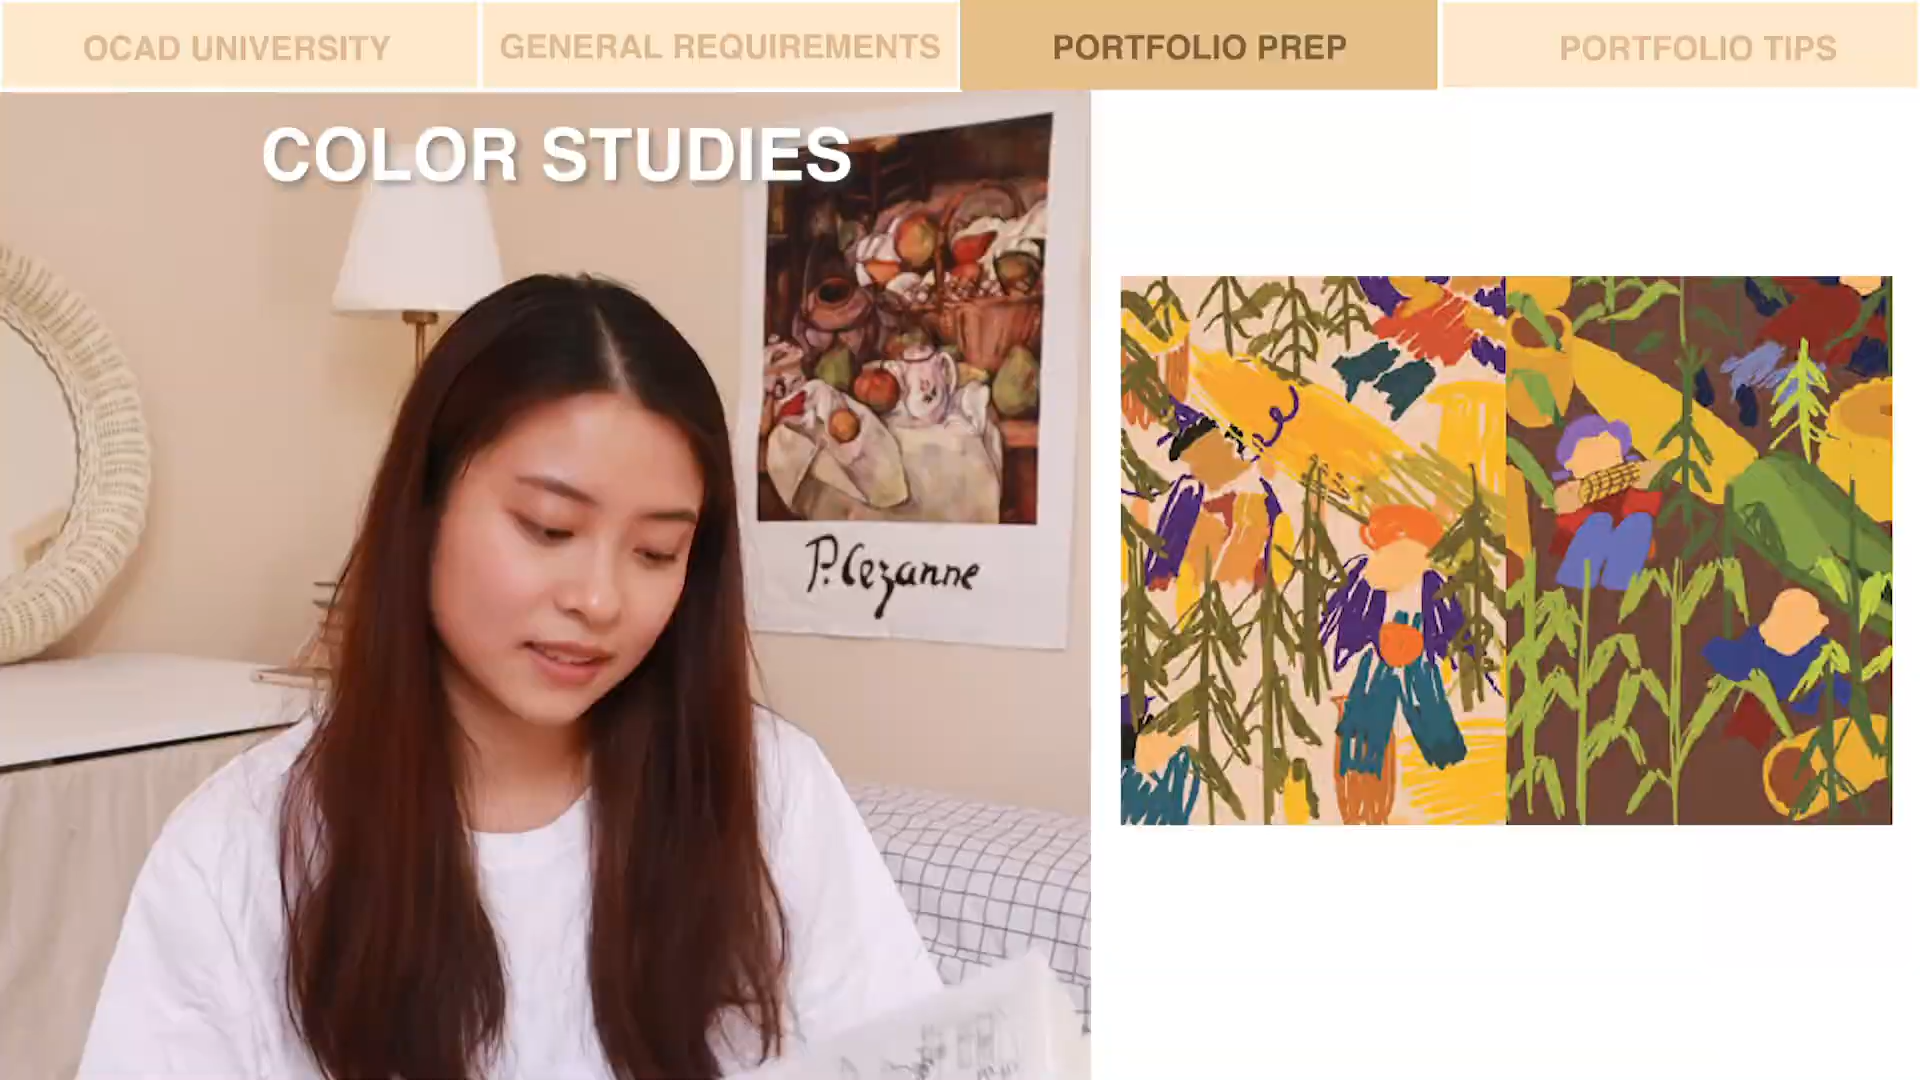 OCAD UNIVERSITY
GENERAL REQUIREMENTS
PORTFOLIO PREP
PORTFOLIO TIPS
COLOR STUDIES
P. Cezanne